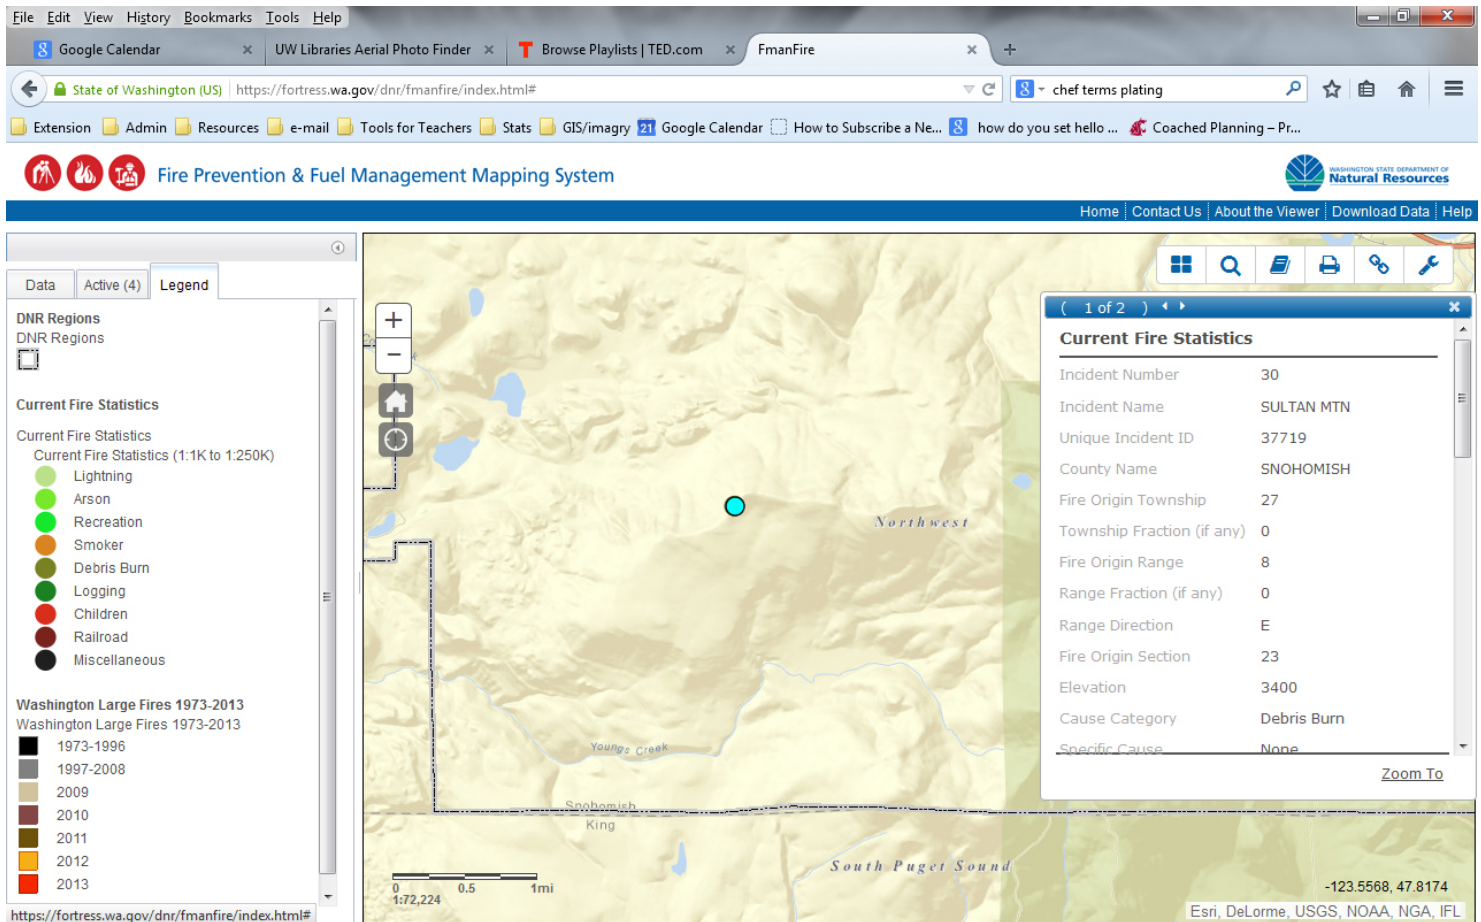 File Edit View History Bookmarks Tools Help
Google Calendar UW Libraries Aerial Photo Finder Browse Playlists | TED.com FmanFire
State of Washington (US) https://fortress.wa.gov/dnr/fmanfire/index.html# chef terms plating
Extension Admin Resources e-mail Tools for Teachers Stats GIS/imagry 21 Google Calendar How to Subscribe a Ne... how do you set hello ... Coached Planning – Pr...
Fire Prevention & Fuel Management Mapping System
WASHINGTON STATE DEPARTMENT OF
Natural Resources
Home Contact Us About the Viewer Download Data Help
Data Active (4) Legend
DNR Regions
DNR Regions
Current Fire Statistics
Current Fire Statistics
Current Fire Statistics (1:1K to 1:250K)
Lightning
Arson
Recreation
Smoker
Debris Burn
Logging
Children
Railroad
Miscellaneous
Washington Large Fires 1973-2013
Washington Large Fires 1973-2013
1973-1996
1997-2008
2009
2010
2011
2012
2013
https://fortress.wa.gov/dnr/fmanfire/index.html#
Northwest
Youngs Creek
Snohomish
King
South Puget Sound
0 0.5 1mi
1:72,224
( 1 of 2 )
Current Fire Statistics
Incident Number 30
Incident Name SULTAN MTN
Unique Incident ID 37719
County Name SNOHOMISH
Fire Origin Township 27
Township Fraction (if any) 0
Fire Origin Range 8
Range Fraction (if any) 0
Range Direction E
Fire Origin Section 23
Elevation 3400
Cause Category Debris Burn
Specific Cause None
Zoom To
-123.5568, 47.8174
Esri, DeLorme, USGS, NOAA, NGA, IFL